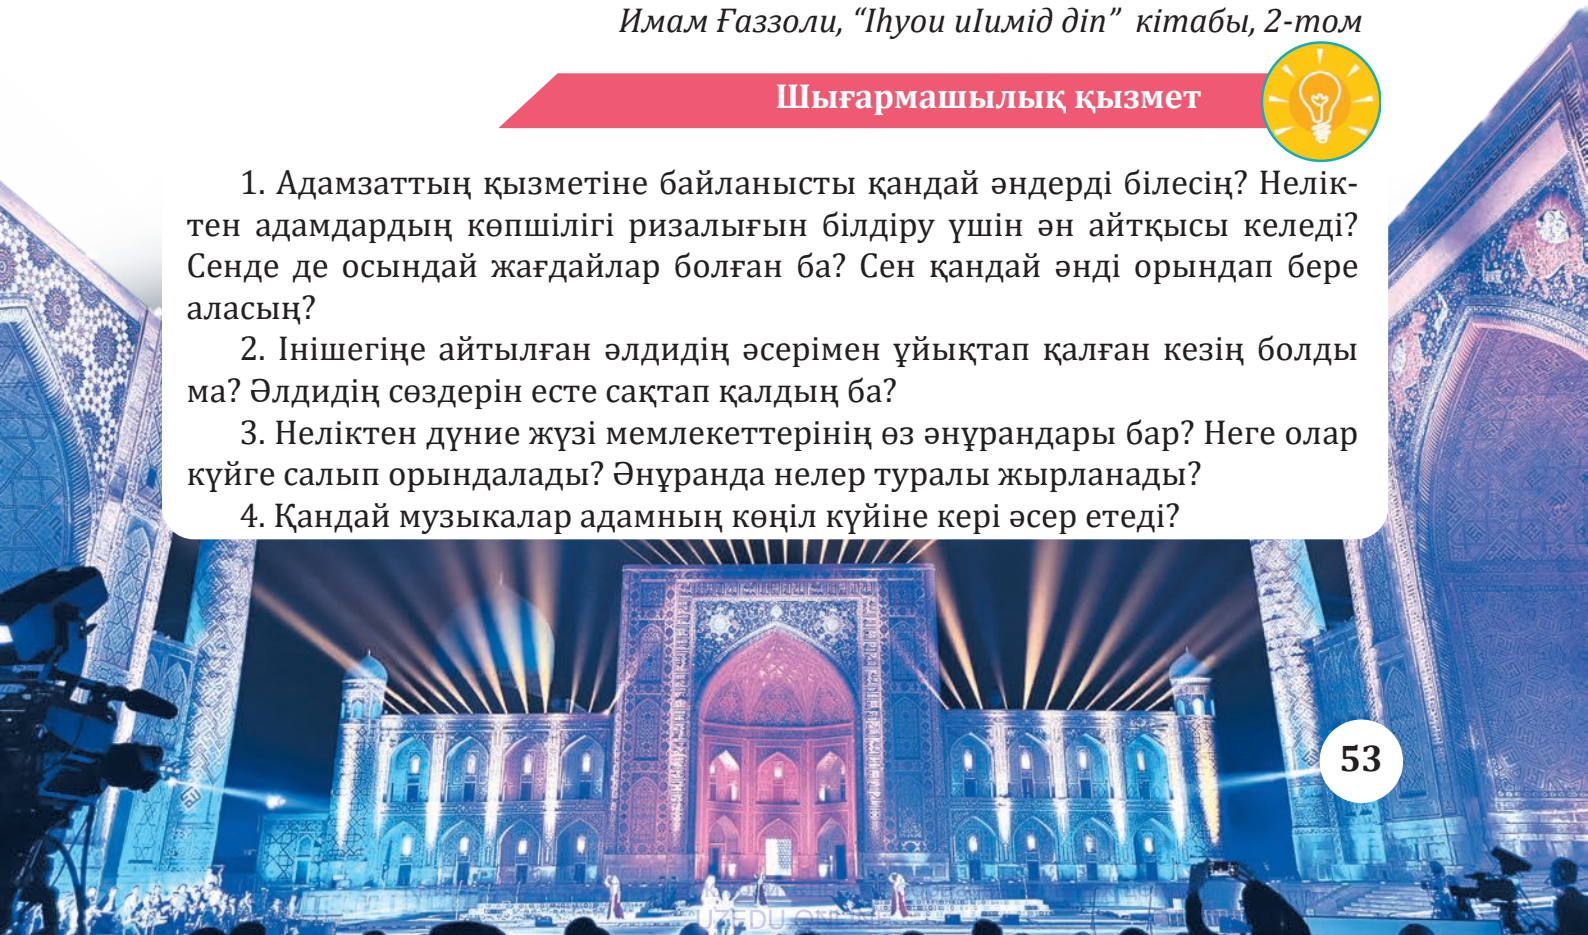 Имам Ғаззоли, “Іһуои иІимід діп” кітабы, 2-том
Шығармашылық қызмет
1. Адамзаттың қызметіне байланысты қандай әндерді білесің? Нелік-
тен адамдардың көпшілігі ризалығын білдіру үшін ән айтқысы келеді?
Сенде де осындай жағдайлар болған ба? Сен қандай әнді орындап бере
аласың?
2. Інішегіңе айтылған әлдидің әсерімен ұйықтап қалған кезің болды
ма? Әлдидің сөздерін есте сақтап қалдың ба?
3. Неліктен дүние жүзі мемлекеттерінің өз әнұрандары бар? Неге олар
күйге салып орындалады? Әнұранда нелер туралы жырланады?
4. Қандай музыкалар адамның көңіл күйіне кері әсер етеді?
53
UZEDU.ONLINE